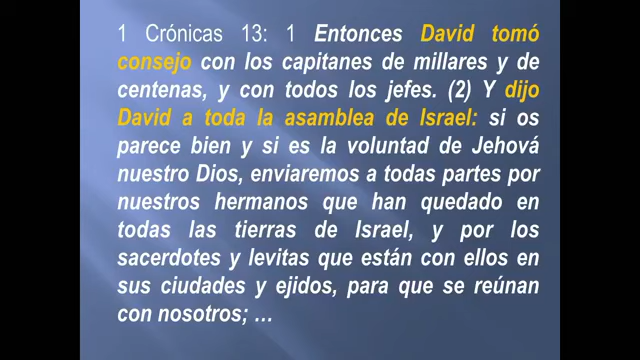 1 Crónicas 13: 1 Entonces David tomó
consejo con los capitanes de millares y de
centenas, y con todos los jefes. (2) Y dijo
David a toda la asamblea de Israel: si os
parece bien y si es la voluntad de Jehová
nuestro Dios, enviaremos a todas partes por
nuestros hermanos que han quedado en
todas las tierras de Israel, y por los
sacerdotes y levitas que están con ellos en
sus ciudades y ejidos, para que se reúnan
con nosotros; …